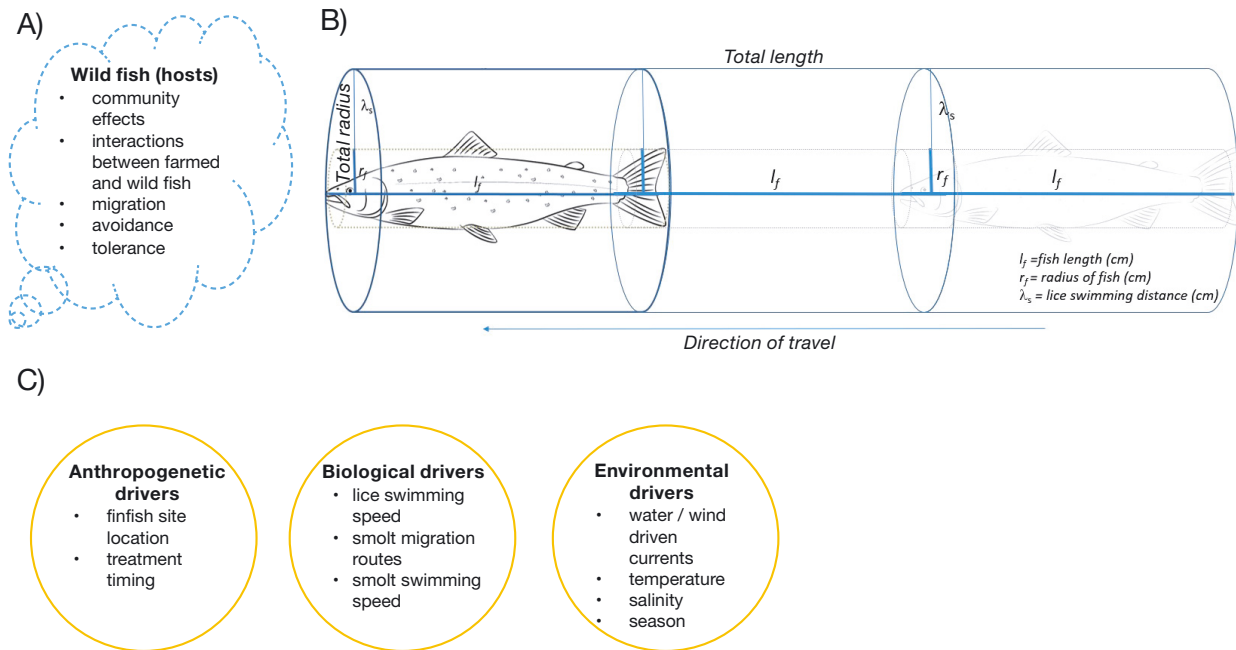 A)
Wild fish (hosts)
• community
effects
• interactions
between farmed
and wild fish
• migration
• avoidance
• tolerance
B)
Total length
Total radius
λs
rf
lf
lf
λs
rf
lf
lf =fish length (cm)
rf = radius of fish (cm)
λs = lice swimming distance (cm)
Direction of travel
C)
Anthropogenetic
drivers
• finfish site
location
• treatment
timing
Biological drivers
• lice swimming
speed
• smolt migration
routes
• smolt swimming
speed
Environmental
drivers
• water / wind
driven
currents
• temperature
• salinity
• season